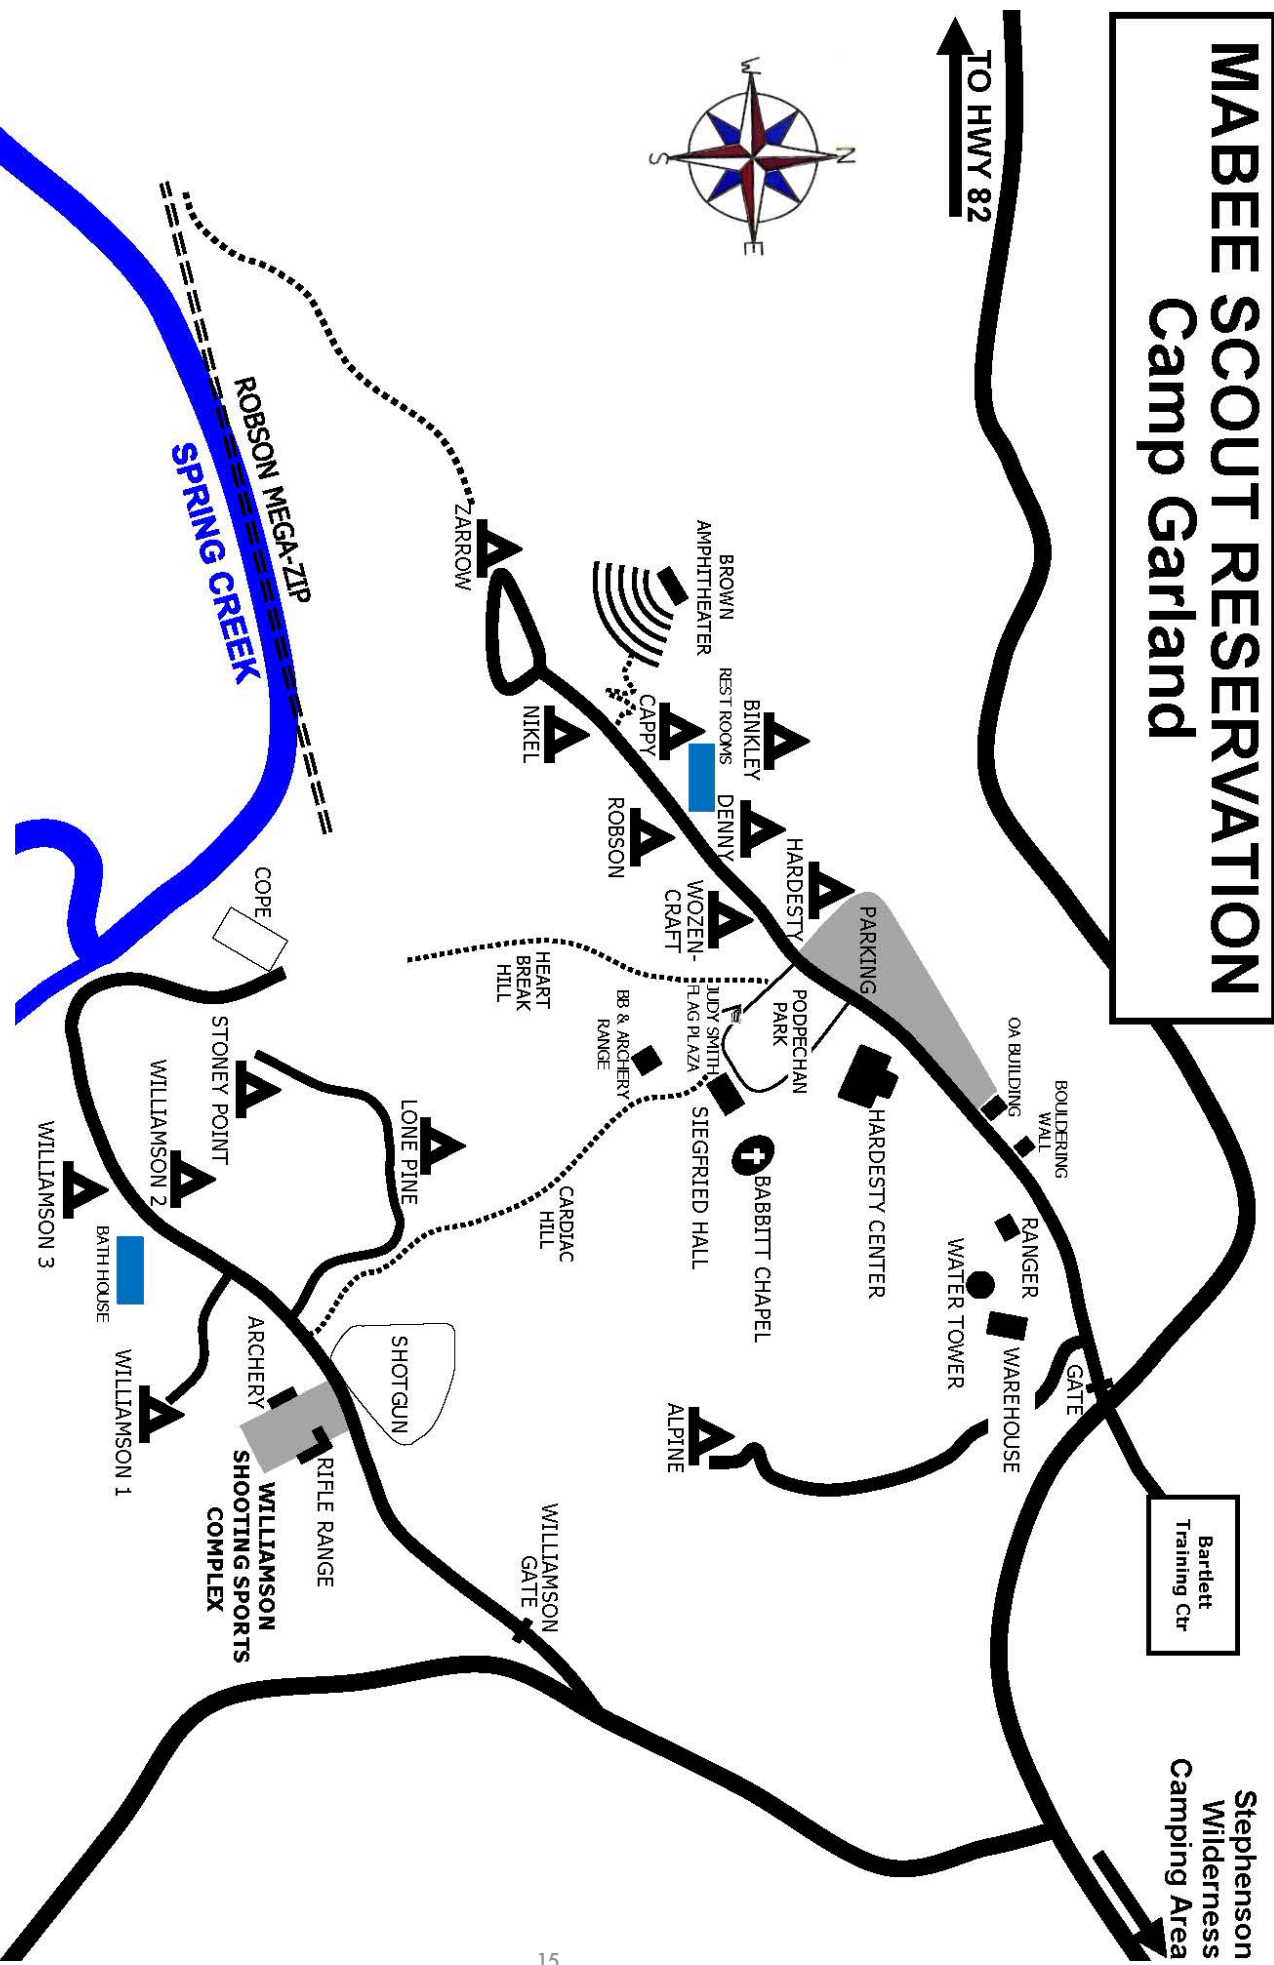 MABEE SCOUT RESERVATION
Camp Garland
TO HWY 82
N
W
E
S
Stephenson
Wilderness
Camping Area
Bartlett
Training Ctr
GATE
BOULDERING
WALL
OA BUILDING
RANGER
WAREHOUSE
WATER TOWER
PARKING
HARDESTY CENTER
HARDESTY
PODPECHAN
PARK
BINKLEY
REST ROOMS
DENNY
BROWN
AMPHITHEATER
CAPPY
BABBITT CHAPEL
JUDY SMITH
FLAG PLAZA
SIEGFRIED HALL
ALPINE
WOZEN-
CRAFT
ROBSON
BB & ARCHERY
RANGE
NIKEL
HEART
BREAK
HILL
CARDIAC
HILL
WILLIAMSON
GATE
ZARROW
LONE PINE
SHOTGUN
RIFLE RANGE
ROBSON MEGA-ZIP
SPRING CREEK
COPE
STONEY POINT
ARCHERY
WILLIAMSON
SHOOTING SPORTS
COMPLEX
WILLIAMSON 2
WILLIAMSON 1
BATH HOUSE
WILLIAMSON 3
15